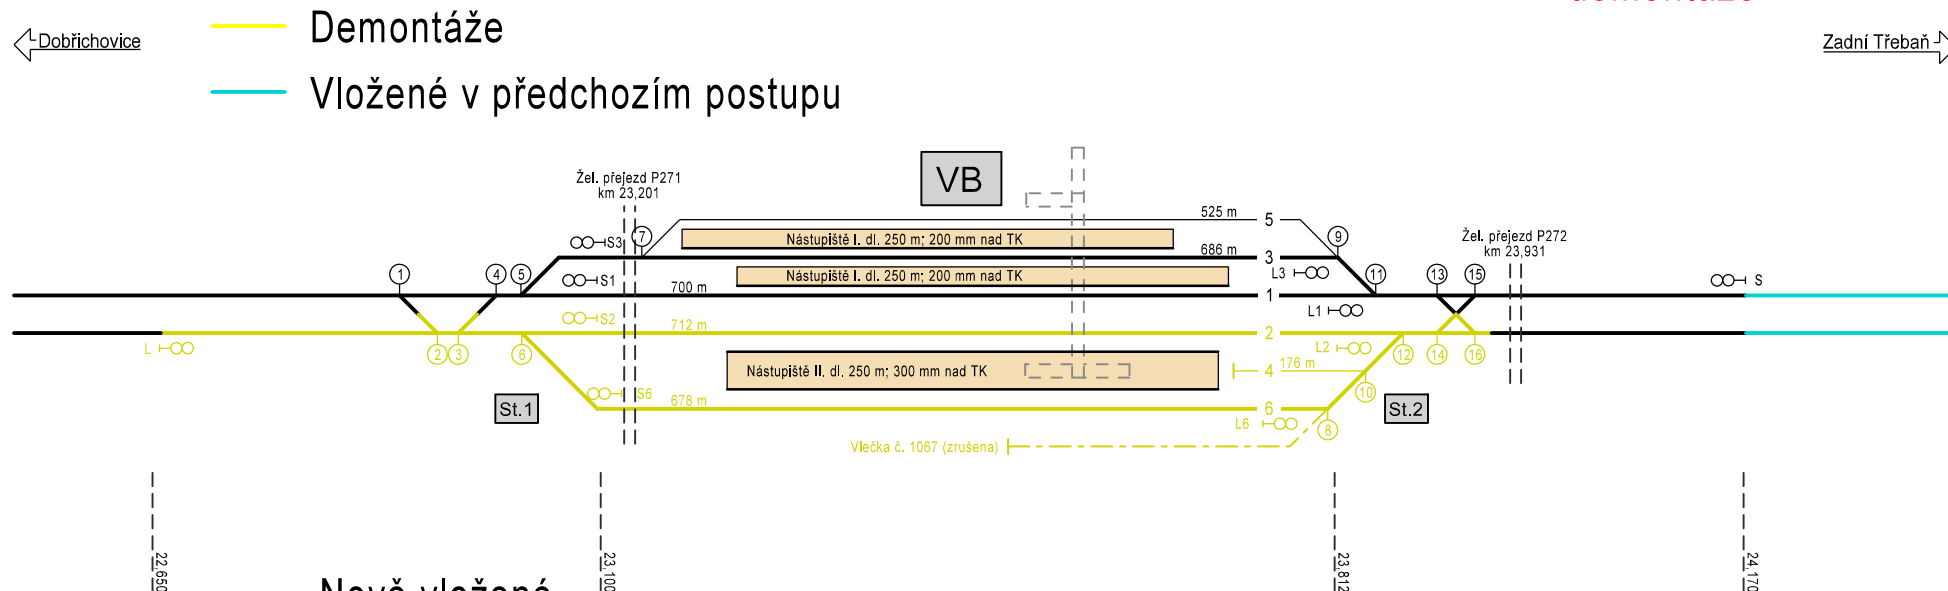 Demontáže
Dobřichovice
Zadní Třebaň
Vložené v předchozím postupu
Žel. přejezd P271
km 23,201
VB
525 m
5
S3
7
Nástupiště I. dl. 250 m; 200 mm nad TK
9
Žel. přejezd P272
km 23,931
686 m
3
1
4
5
S1
Nástupiště I. dl. 250 m; 200 mm nad TK
L3
11
13
15
S
700 m
1
L1
S2
712 m
2
L
2
3
6
L2
12
14
16
Nástupiště II. dl. 250 m; 300 mm nad TK
4
176 m
10
St.1
S6
678 m
6
St.2
L6
8
Vlečka č. 1067 (zrušena)
22,650
23,100
23,812
24,170
Nově vložené